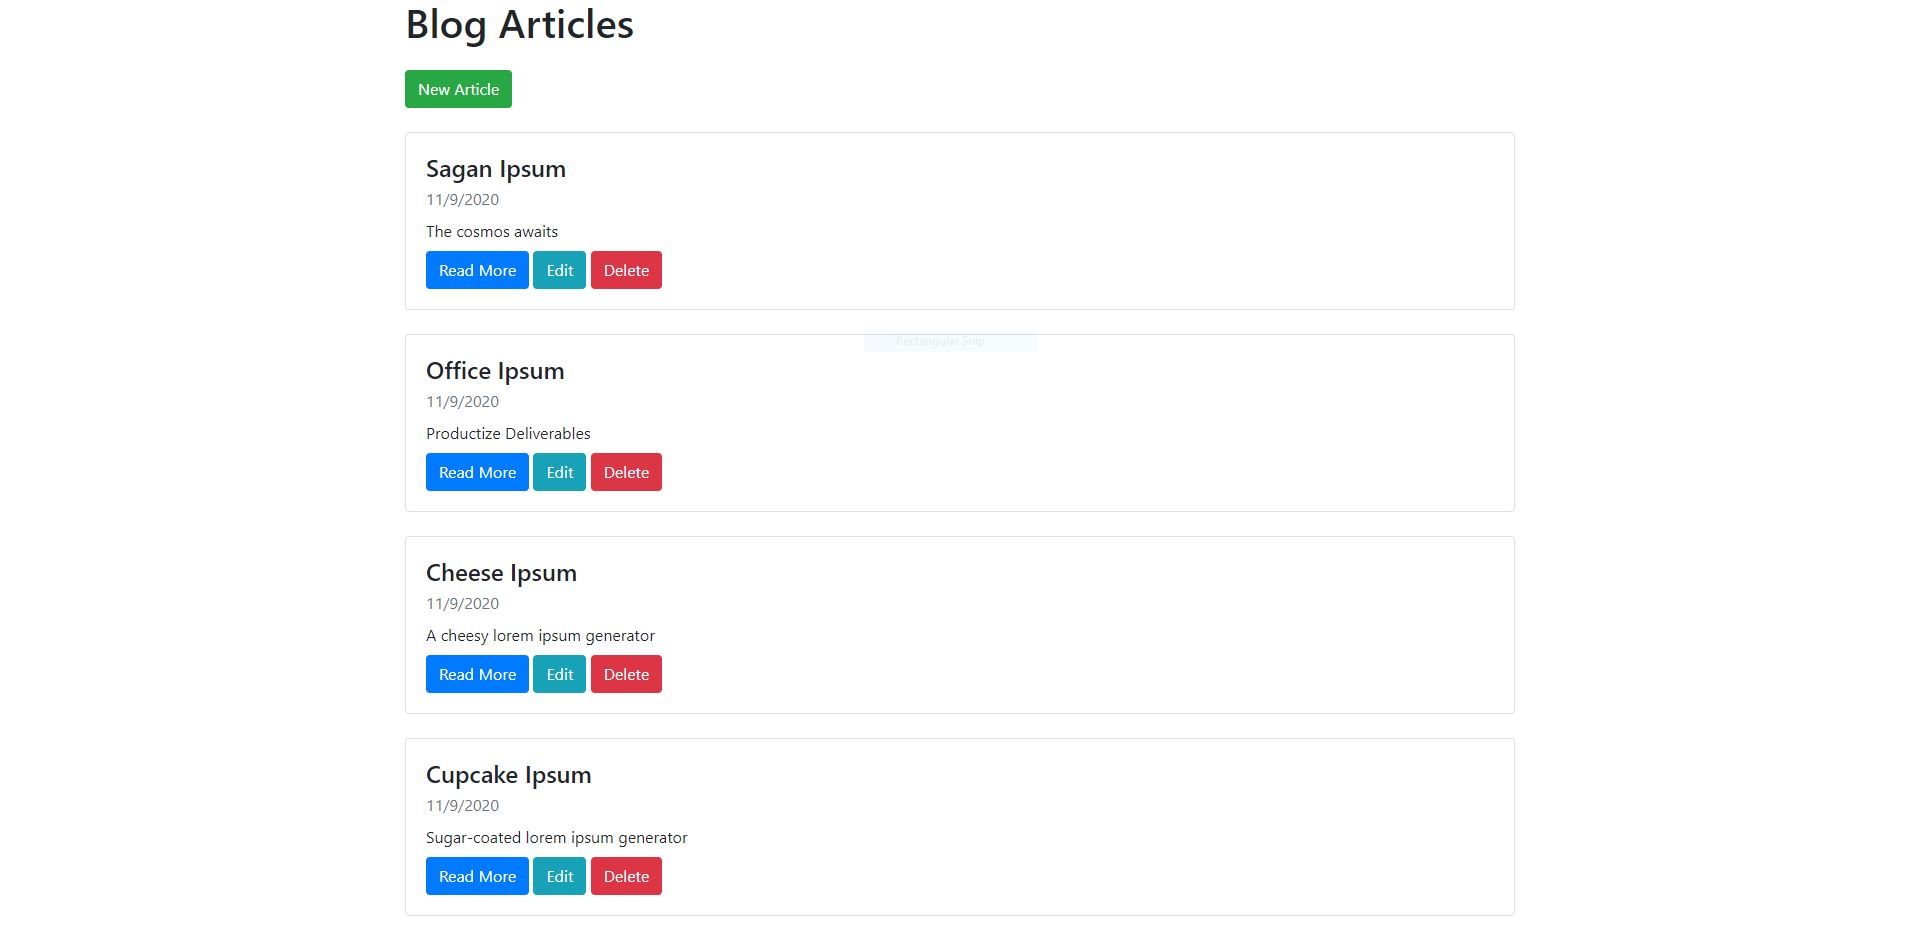 Blog Articles
New Article
Sagan Ipsum
11/9/2020
The cosmos awaits
Read More Edit Delete
Rectangular Snip
Office Ipsum
11/9/2020
Productize Deliverables
Read More Edit Delete
Cheese Ipsum
11/9/2020
A cheesy lorem ipsum generator
Read More Edit Delete
Cupcake Ipsum
11/9/2020
Sugar-coated lorem ipsum generator
Read More Edit Delete